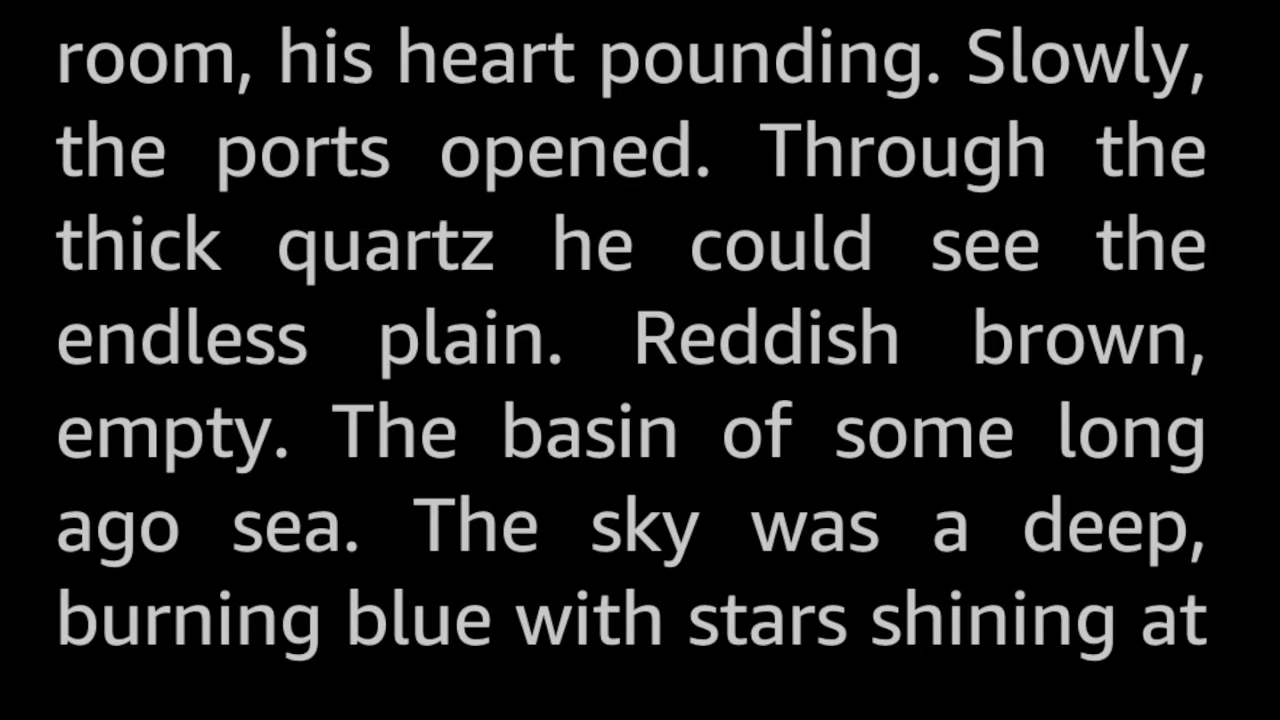 room, his heart pounding. Slowly,
the ports opened. Through the
thick quartz he could see the
endless plain. Reddish brown,
empty. The basin of some long
ago sea. The sky was a deep,
burning blue with stars shining at